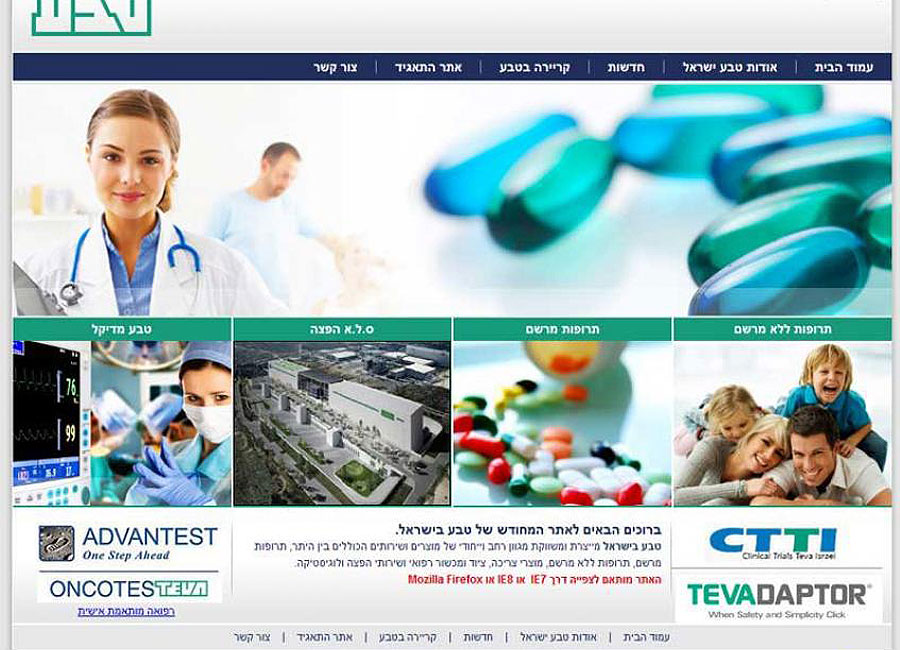 טבע
עמוד הבית | אודות טבע ישראל | חדשות | קריירה בטבע | אתר התאגיד | צור קשר
תרופות ללא מרשם
תרופות מרשם
ס.ל.א הפצה
טבע מדיקל
76
99
CTTI
Clinical Trials Teva Israel
TEVADAPTOR®
When Safety and Simplicity Click
ברוכים הבאים לאתר המחודש של טבע בישראל.
טבע בישראל מייצרת ומשווקת מגוון רחב וייחודי של מוצרים ושירותים הכוללים בין היתר, תרופות
מרשם, תרופות ללא מרשם, מוצרי צריכה, ציוד ומכשור רפואי ושירותי הפצה ולוגיסטיקה.
האתר מותאם לצפייה דרך IE7 או IE8 או Mozilla Firefox
ADVANTEST
One Step Ahead
ONCOTESTTEVA
רפואה מותאמת אישית
עמוד הבית | אודות טבע ישראל | חדשות | קריירה בטבע | אתר התאגיד | צור קשר